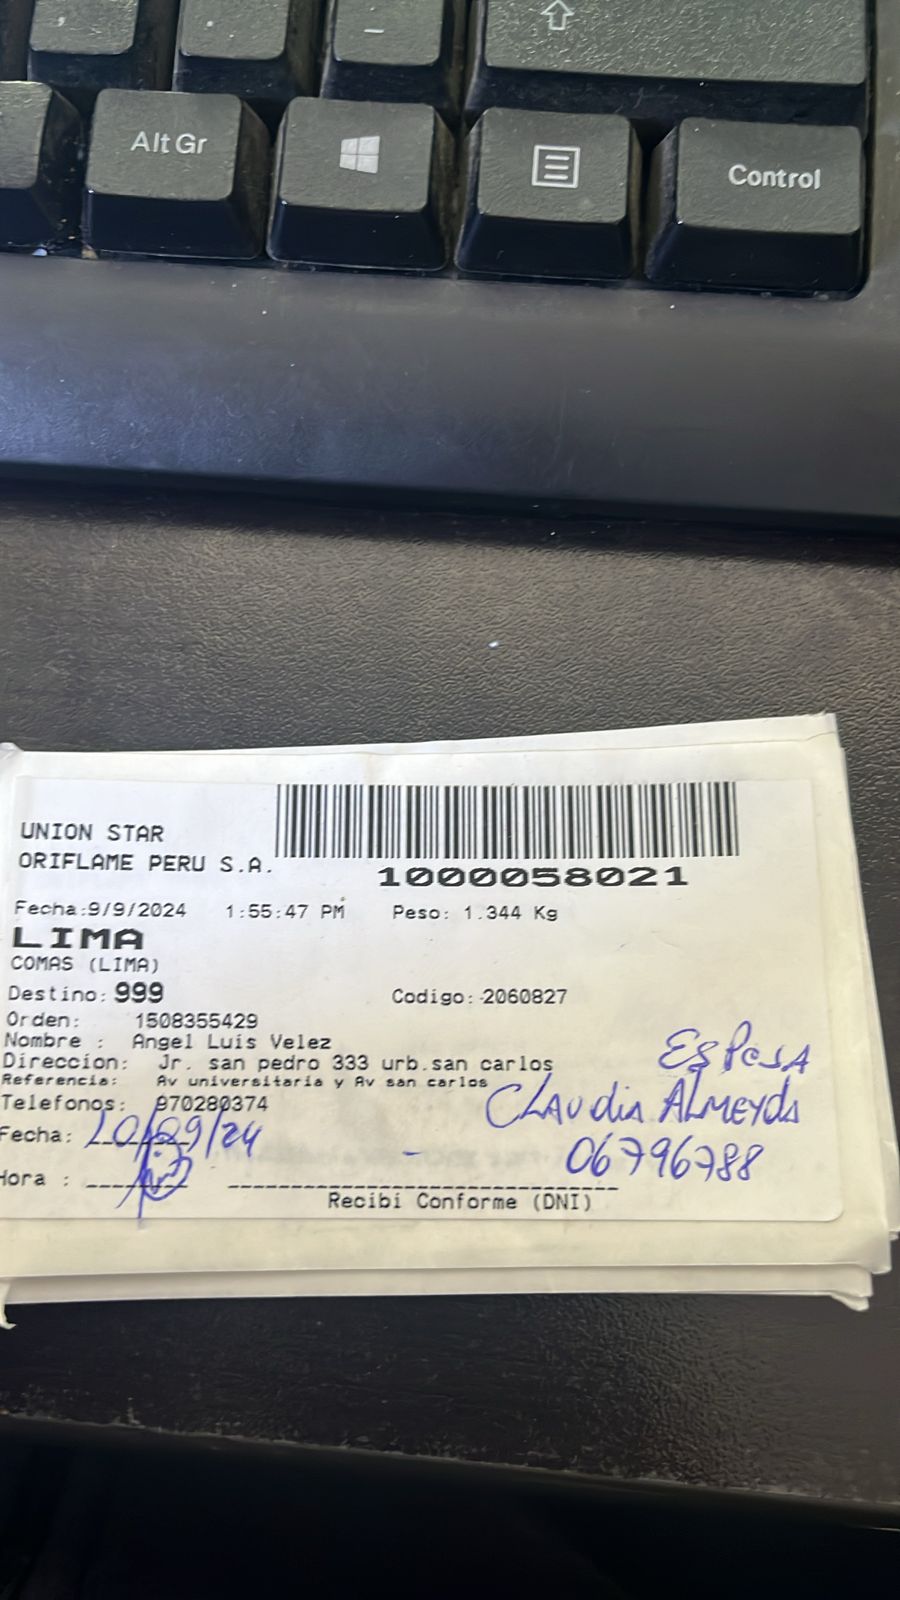 Alt Gr
Control
UNION STAR
ORIFLAME PERU S.A.
1000058021
Fecha:9/9/2024 1:55:47 PM Peso: 1.344 Kg
LIMA
COMAS (LIMA)
Destino: 999 Codigo: 2060827
Orden: 1508355429
Nombre : Angel Luis Velez
Direccion: Jr. san pedro 333 urb.san carlos
Referencia: Av universitaria y Av san carlos
Telefonos: 970280374
Fecha: 10/09/24
Hora :
Esposa
Claudia Almeyda
06796788
Recibi Conforme (DNI)